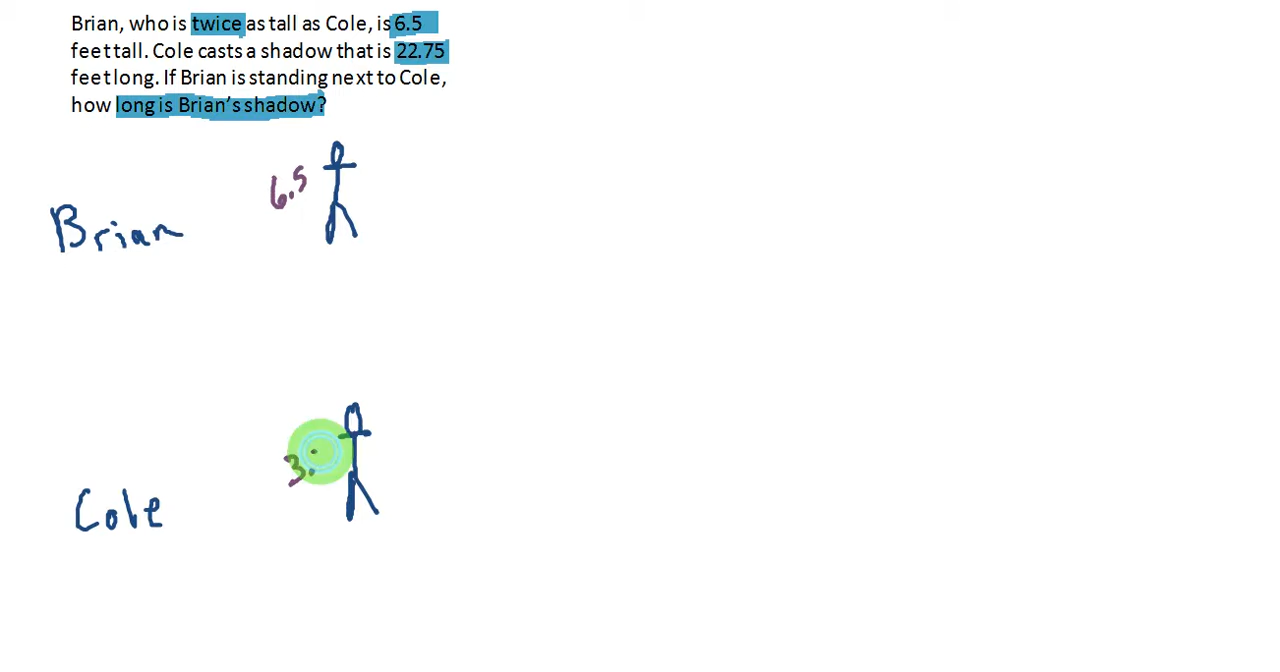 Brian, who is twice as tall as Cole, is 6.5
feet tall. Cole casts a shadow that is 22.75
feet long. If Brian is standing next to Cole,
how long is Brian's shadow?
6.5
Brian
3.
Cole